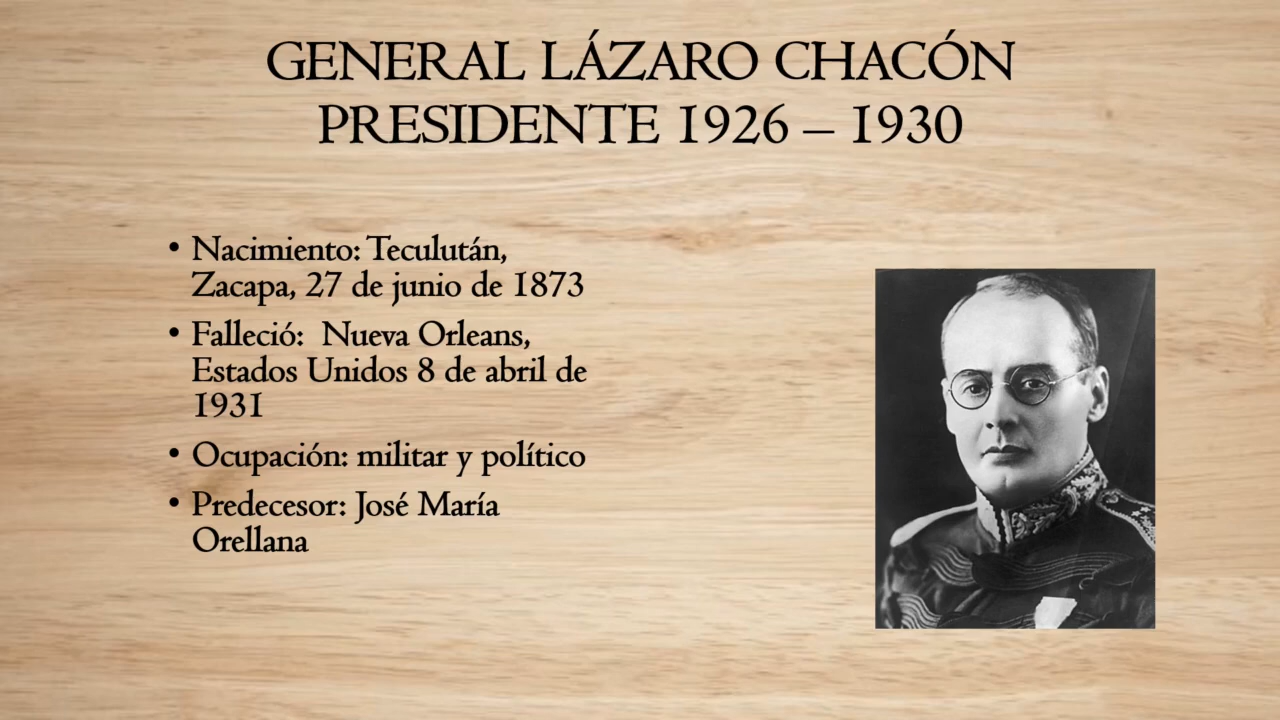 GENERAL LÁZARO CHACÓN
PRESIDENTE 1926 – 1930
• Nacimiento: Teculután,
Zacapa, 27 de junio de 1873
• Falleció:  Nueva Orleans,
Estados Unidos 8 de abril de
1931
• Ocupación: militar y político
• Predecesor: José María
Orellana